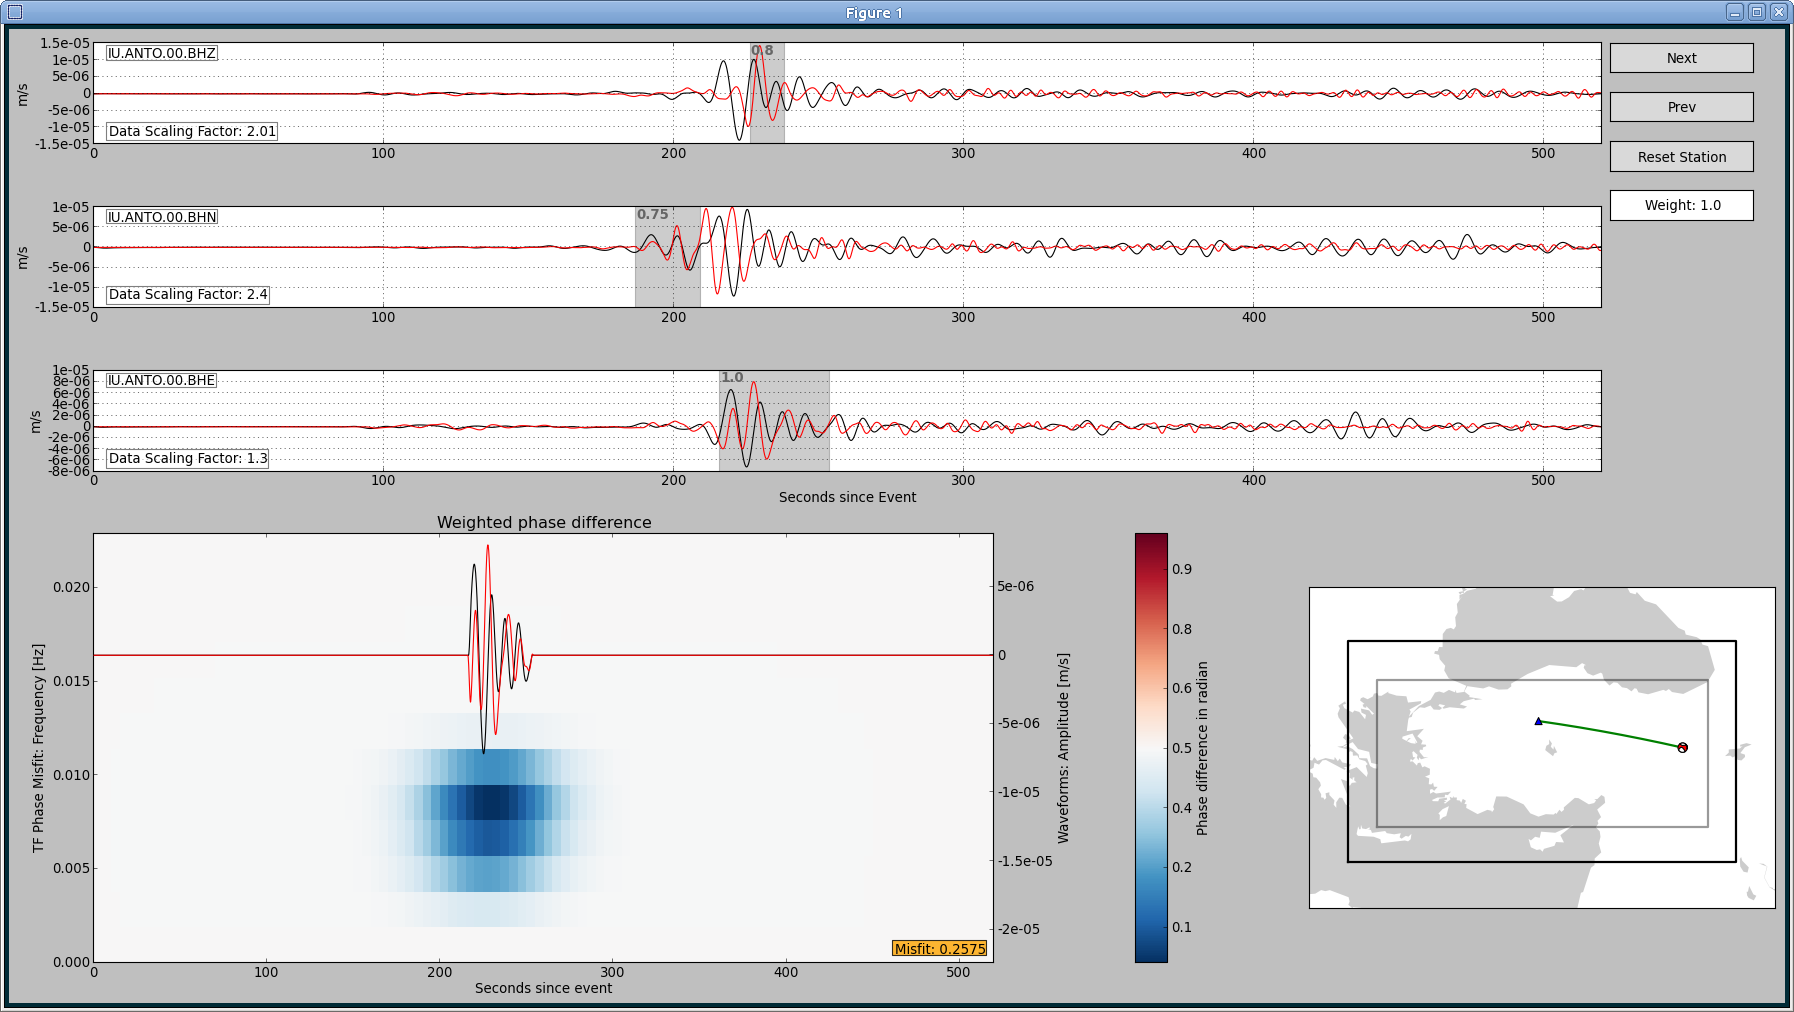 Figure 1
1.5e-05
1e-05
5e-06
0
-5e-06
-1e-05
-1.5e-05
m/s
IU.ANTO.00.BHZ
0.8
Data Scaling Factor: 2.01
0 100 200 300 400 500
Next
Prev
Reset Station
Weight: 1.0
1e-05
5e-06
0
-5e-06
-1e-05
-1.5e-05
m/s
IU.ANTO.00.BHN
0.75
Data Scaling Factor: 2.4
0 100 200 300 400 500
1e-05
8e-06
6e-06
4e-06
2e-06
0
-2e-06
-4e-06
-6e-06
-8e-06
m/s
IU.ANTO.00.BHE
1.0
Data Scaling Factor: 1.3
0 100 200 300 400 500
Seconds since Event
Weighted phase difference
0.020
0.015
0.010
0.005
0.000
TF Phase Misfit: Frequency [Hz]
5e-06
0
-5e-06
-1e-05
-1.5e-05
-2e-05
Waveforms: Amplitude [m/s]
Misfit: 0.2575
0 100 200 300 400 500
Seconds since event
0.9
0.8
0.6
0.5
0.4
0.2
0.1
Phase difference in radian